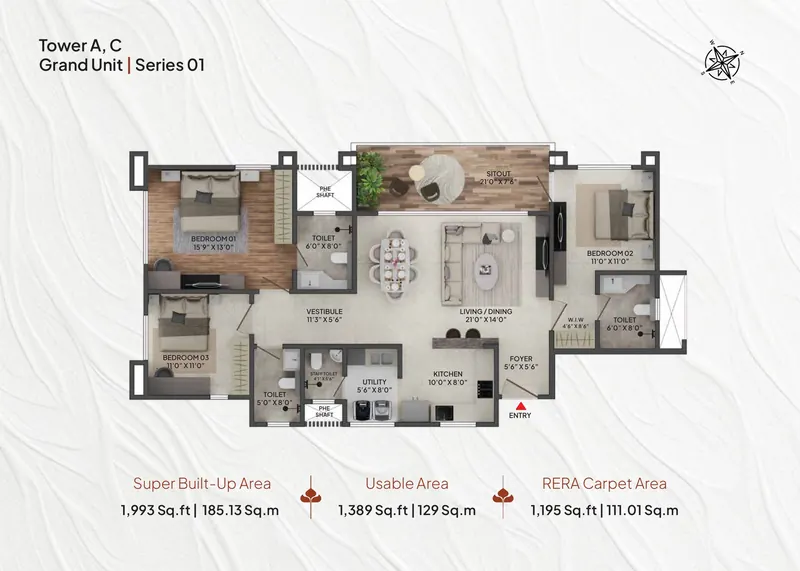 Tower A, C
Grand Unit | Series 01
N
E
S
W
PHE
SHAFT
SITOUT
21'0" X 7'6"
BEDROOM 01
15'9" X 13'0"
TOILET
6'0" X 8'0"
BEDROOM 02
11'0" X 11'0"
VESTIBULE
11'3" X 5'6"
LIVING / DINING
21'0" X 14'0"
W.I.W
4'6" X 8'6"
TOILET
6'0" X 8'0"
BEDROOM 03
11'0" X 11'0"
TOILET
5'0" X 8'0"
STAFF TOILET
UTILITY
5'6" X 8'0"
KITCHEN
10'0" X 8'0"
FOYER
5'6" X 5'6"
PHE
SHAFT
ENTRY
Super Built-Up Area
1,993 Sq.ft | 185.13 Sq.m
Usable Area
1,389 Sq.ft | 129 Sq.m
RERA Carpet Area
1,195 Sq.ft | 111.01 Sq.m